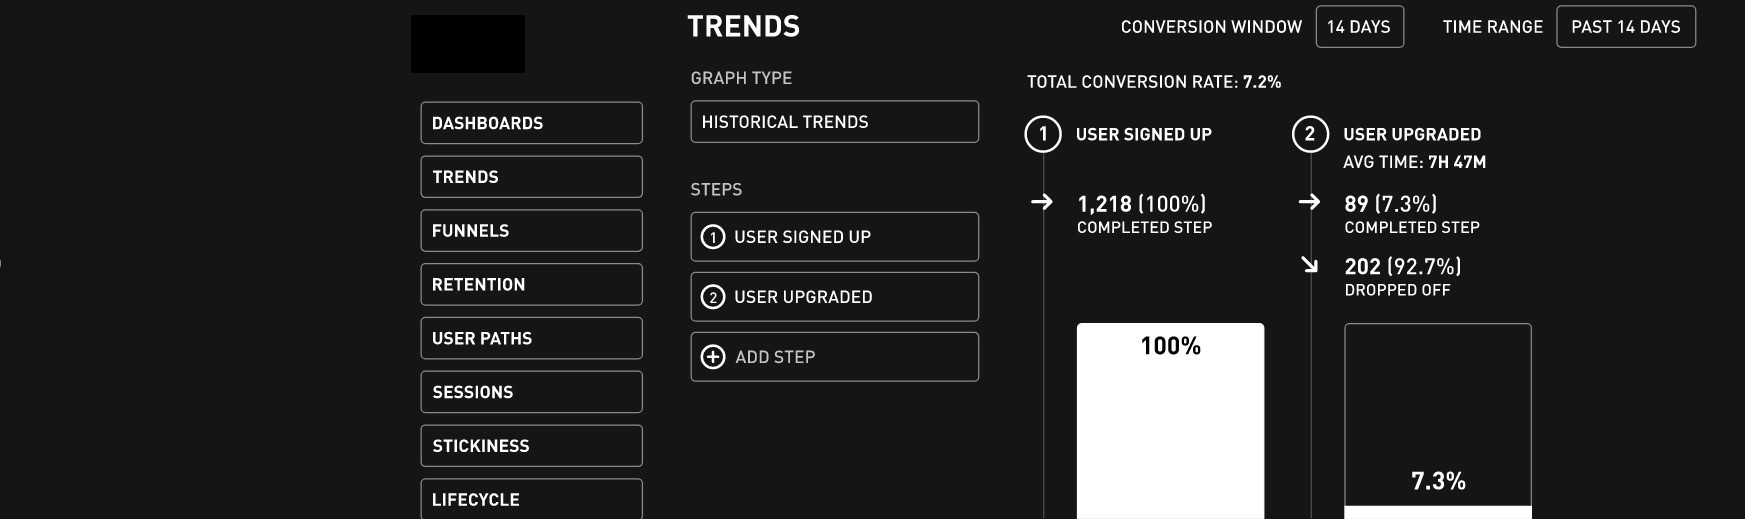 TRENDS
CONVERSION WINDOW 14 DAYS TIME RANGE PAST 14 DAYS
DASHBOARDS
TRENDS
FUNNELS
RETENTION
USER PATHS
SESSIONS
STICKINESS
LIFECYCLE
GRAPH TYPE
HISTORICAL TRENDS
STEPS
1 USER SIGNED UP
2 USER UPGRADED
+ ADD STEP
TOTAL CONVERSION RATE: 7.2%
1 USER SIGNED UP
→ 1,218 (100%)
COMPLETED STEP
100%
2 USER UPGRADED
AVG TIME: 7H 47M
→ 89 (7.3%)
COMPLETED STEP
↘ 202 (92.7%)
DROPPED OFF
7.3%